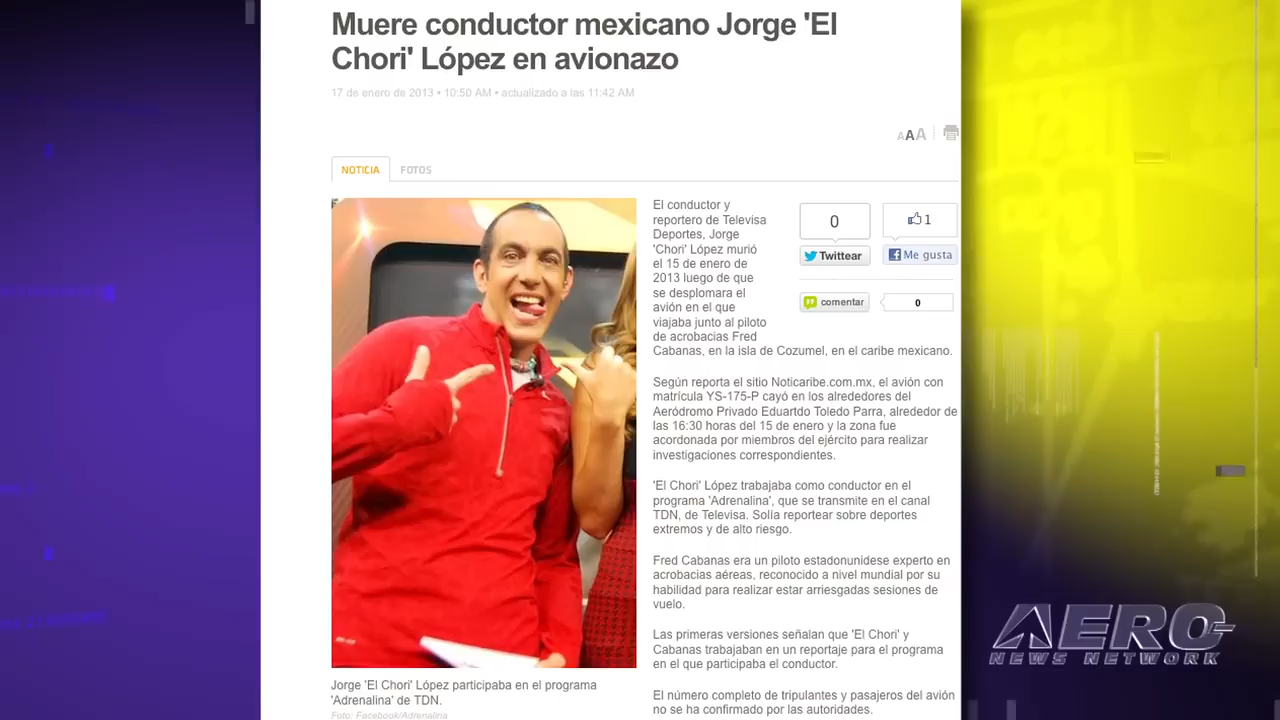 Muere conductor mexicano Jorge 'El
Chori' López en avionazo
17 de enero de 2013 • 10:50 AM • actualizado a las 11:42 AM
AAA
NOTICIA FOTOS
El conductor y
reportero de Televisa
Deportes, Jorge
'Chori' López murió
el 15 de enero de
2013 luego de que
se desplomara el
avión en el que
viajaba junto al piloto
de acrobacias Fred
Cabanas, en la isla de Cozumel, en el caribe mexicano.
0
1
Twittear
Me gusta
comentar
0
Según reporta el sitio Noticaribe.com.mx, el avión con
matrícula YS-175-P cayó en los alrededores del
Aeródromo Privado Eduartdo Toledo Parra, alrededor de
las 16:30 horas del 15 de enero y la zona fue
acordonada por miembros del ejército para realizar
investigaciones correspondientes.
'El Chori' López trabajaba como conductor en el
programa 'Adrenalina', que se transmite en el canal
TDN, de Televisa. Solía reportear sobre deportes
extremos y de alto riesgo.
Fred Cabanas era un piloto estadonunidese experto en
acrobacias aéreas, reconocido a nivel mundial por su
habilidad para realizar estar arriesgadas sesiones de
vuelo.
Las primeras versiones señalan que 'El Chori' y
Cabanas trabajaban en un reportaje para el programa
en el que participaba el conductor.
El número completo de tripulantes y pasajeros del avión
no se ha confirmado por las autoridades.
Jorge 'El Chori' López participaba en el programa
'Adrenalina' de TDN.
Foto: Facebook/Adrenalina
AERO
NEWS NETWORK